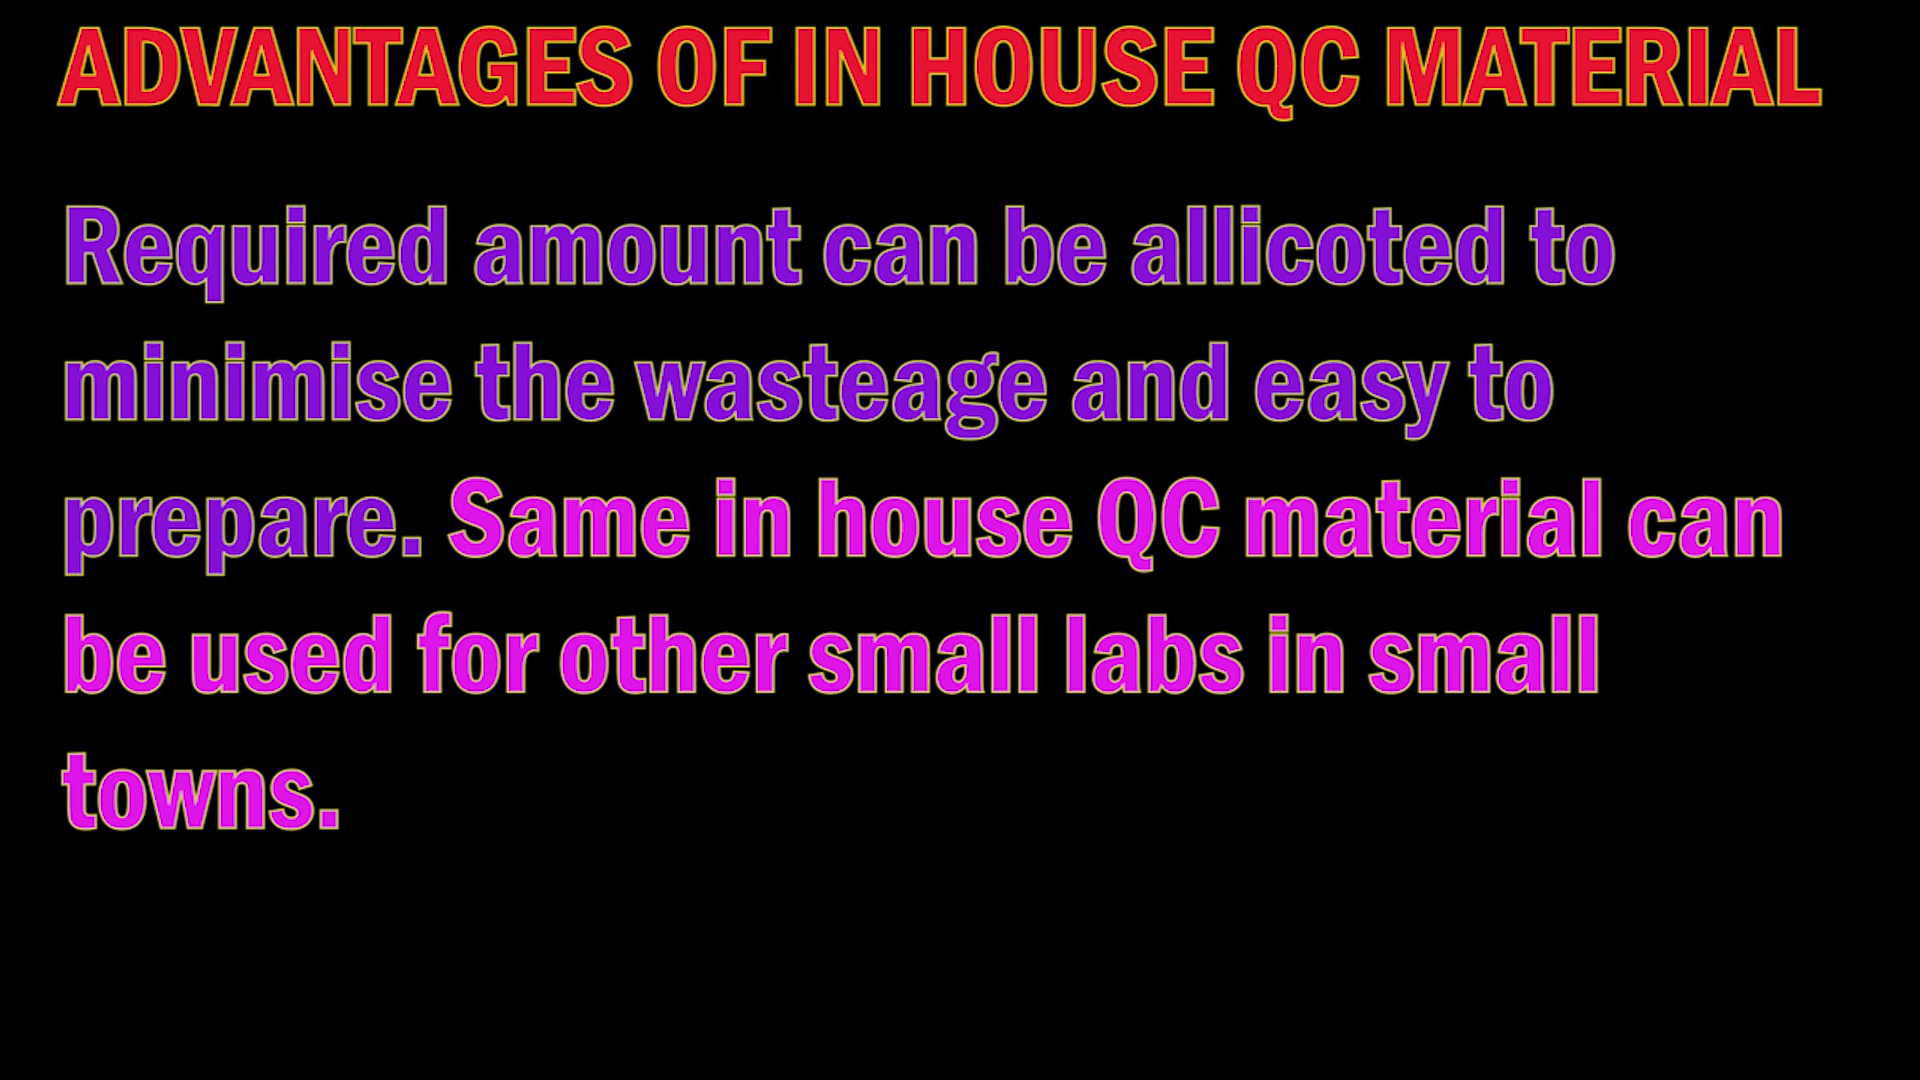 ADVANTAGES OF IN HOUSE QC MATERIAL
Required amount can be allicoted to
minimise the wasteage and easy to
prepare. Same in house QC material can
be used for other small labs in small
towns.